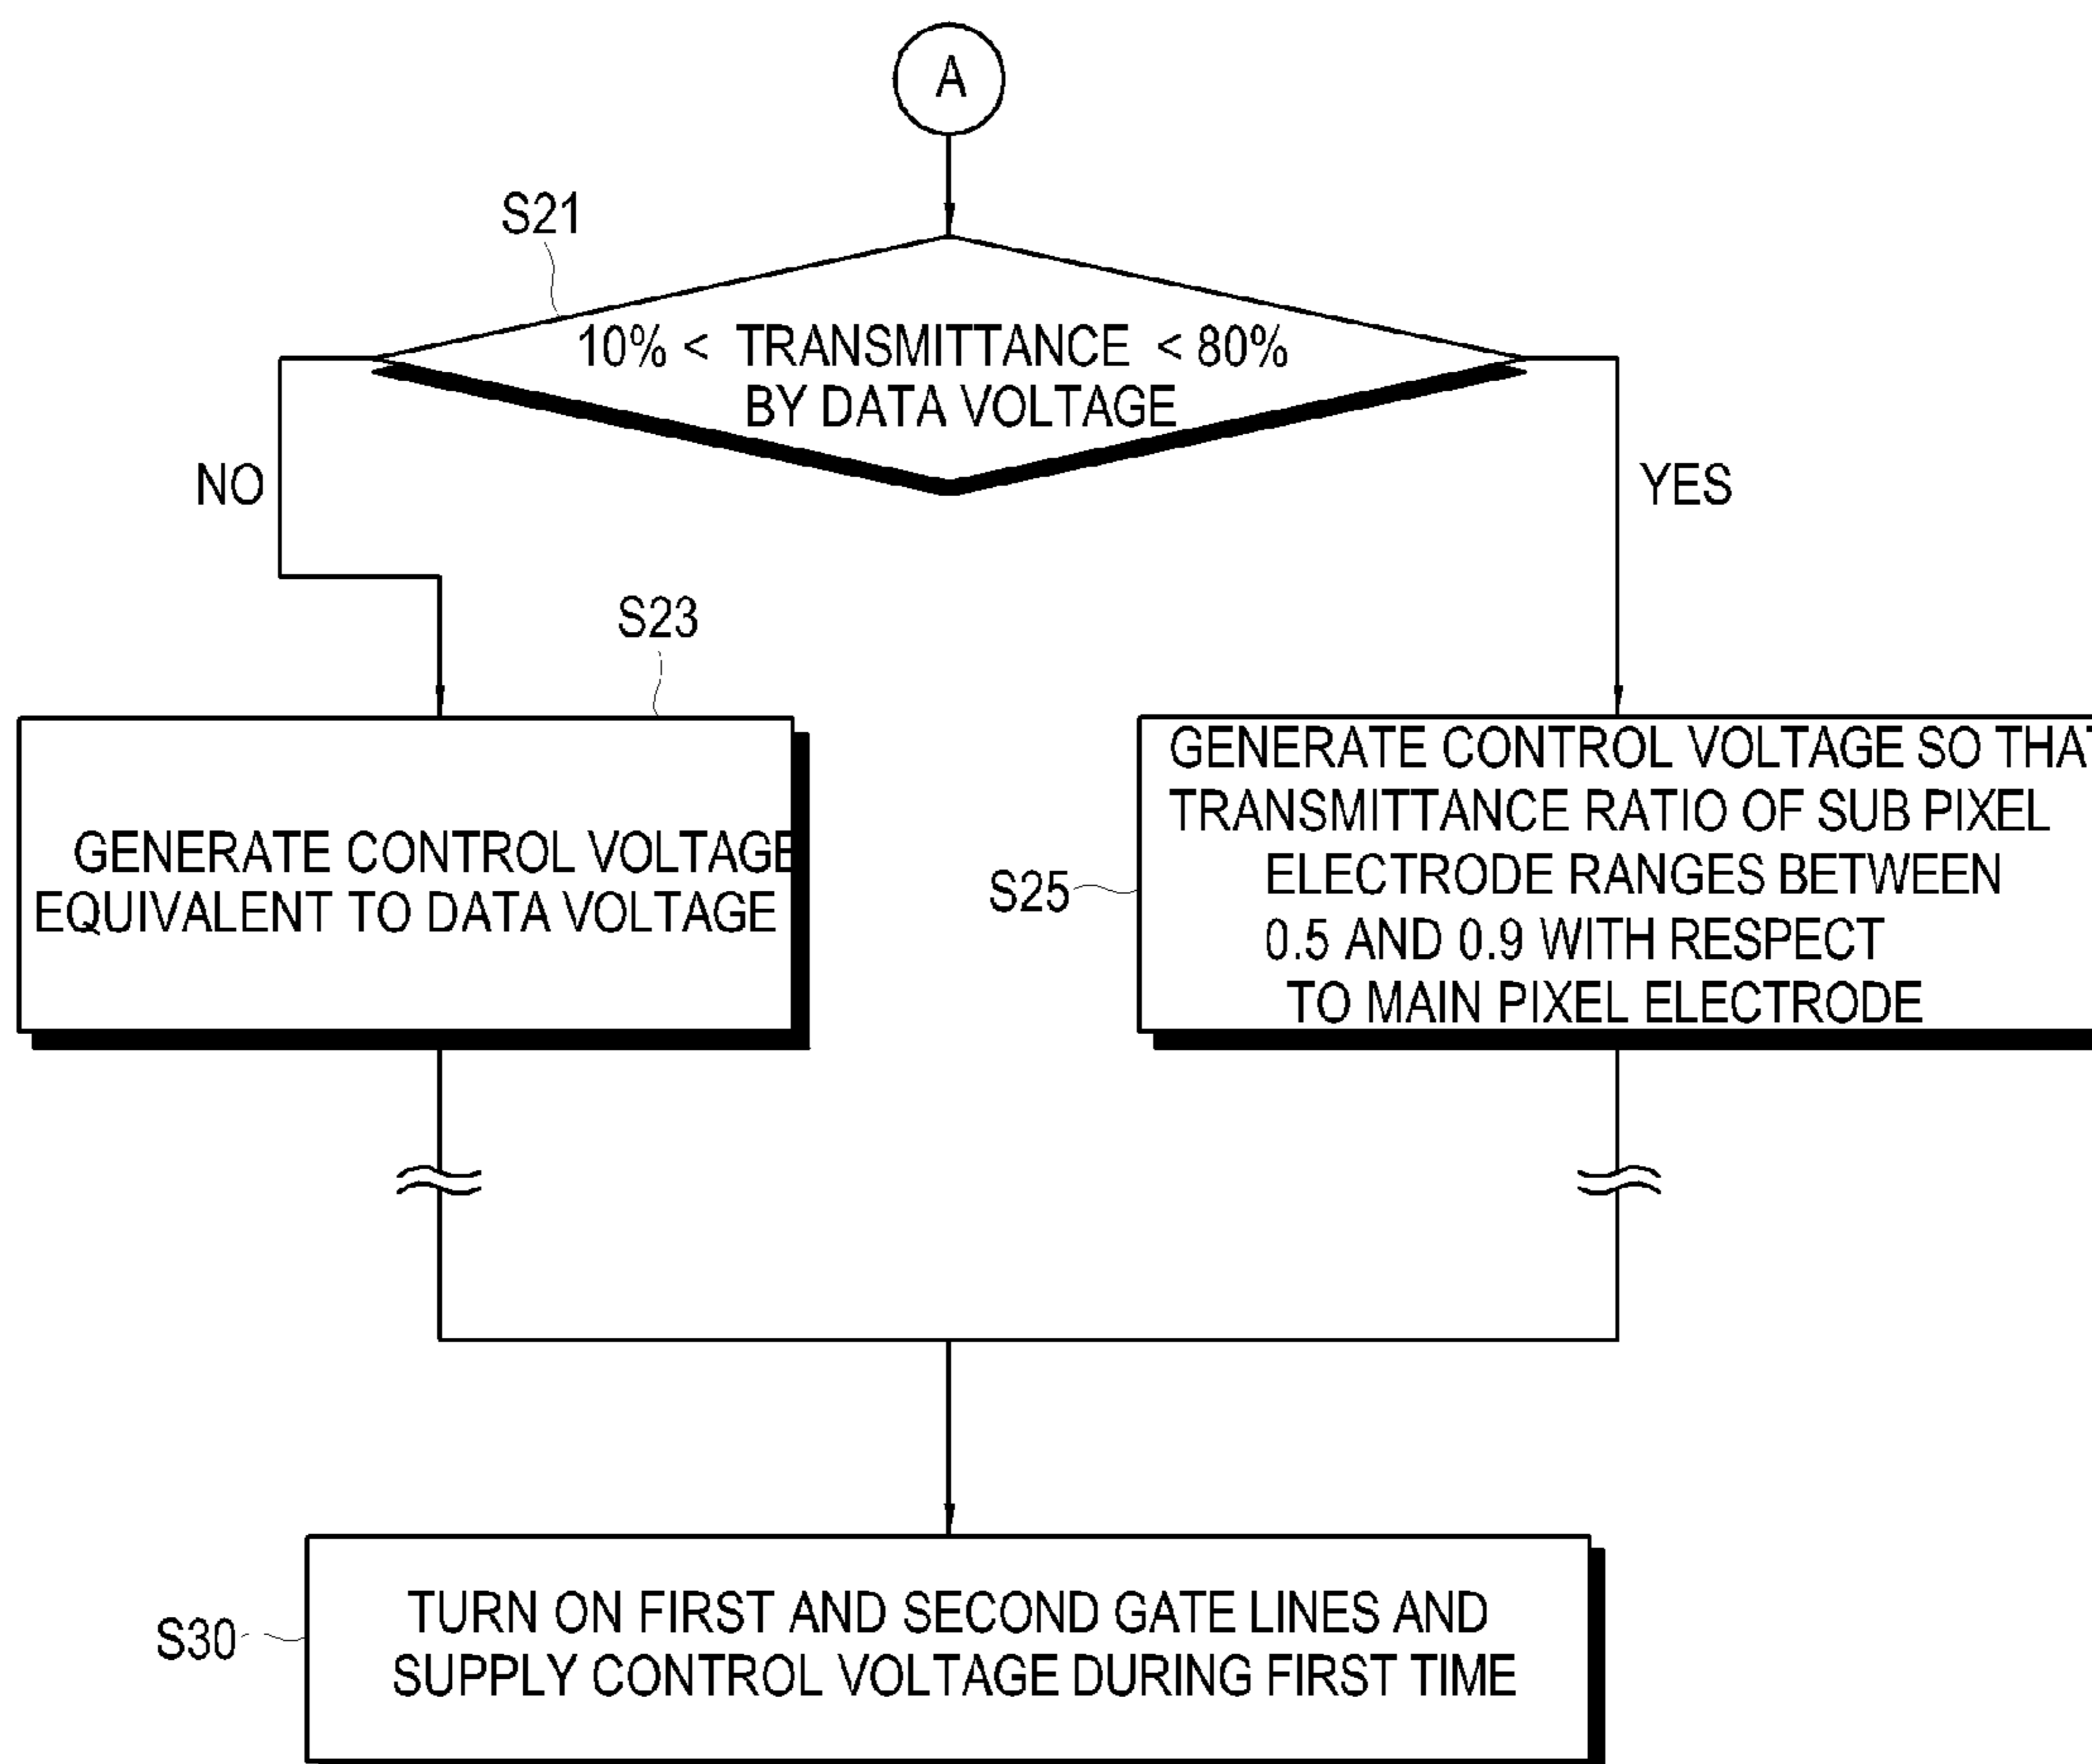 A
S21
10% < TRANSMITTANCE < 80%
BY DATA VOLTAGE
NO
YES
S23
GENERATE CONTROL VOLTAGE
EQUIVALENT TO DATA VOLTAGE
S25
GENERATE CONTROL VOLTAGE SO THAT
TRANSMITTANCE RATIO OF SUB PIXEL
ELECTRODE RANGES BETWEEN
0.5 AND 0.9 WITH RESPECT
TO MAIN PIXEL ELECTRODE
S30
TURN ON FIRST AND SECOND GATE LINES AND
SUPPLY CONTROL VOLTAGE DURING FIRST TIME